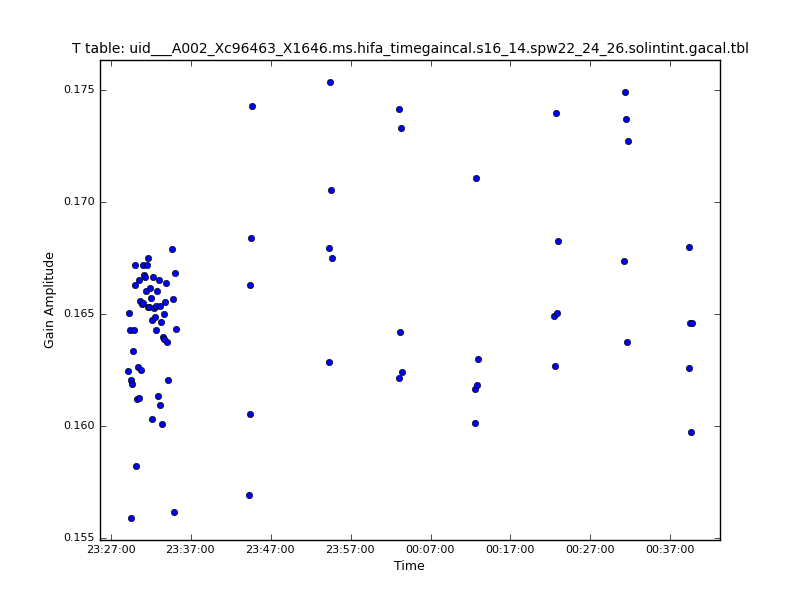 T table: uid___A002_Xc96463_X1646.ms.hifa_timegaincal.s16_14.spw22_24_26.solintint.gacal.tbl
0.175
0.170
0.165
0.160
0.155
Gain Amplitude
23:27:00 23:37:00 23:47:00 23:57:00 00:07:00 00:17:00 00:27:00 00:37:00
Time